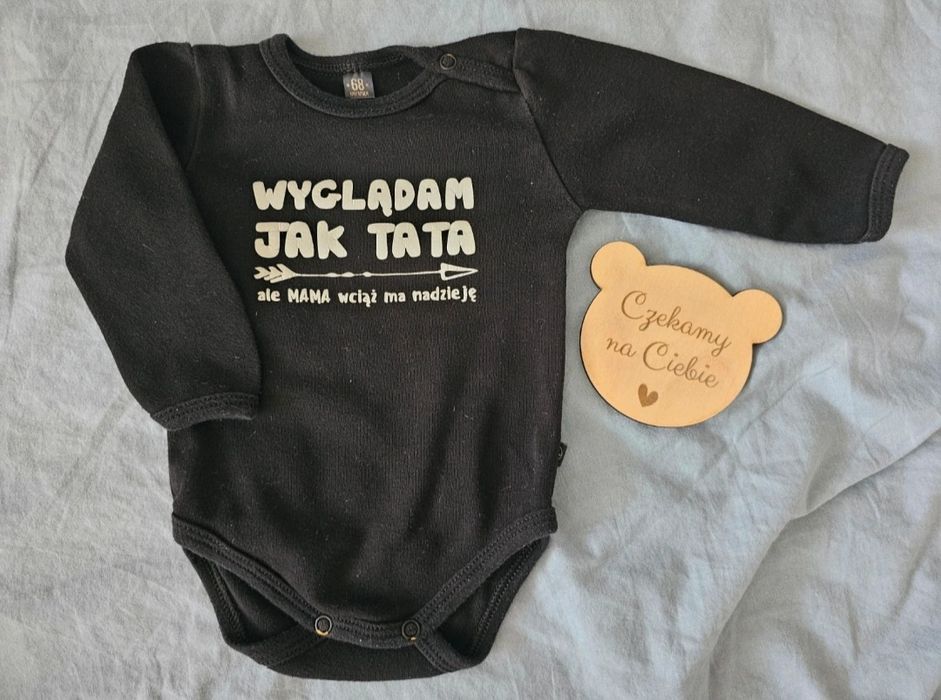 68
WYGLĄDAM
JAK TATA
ale MAMA wciąż ma nadzieję
Czekamy
na Ciebie